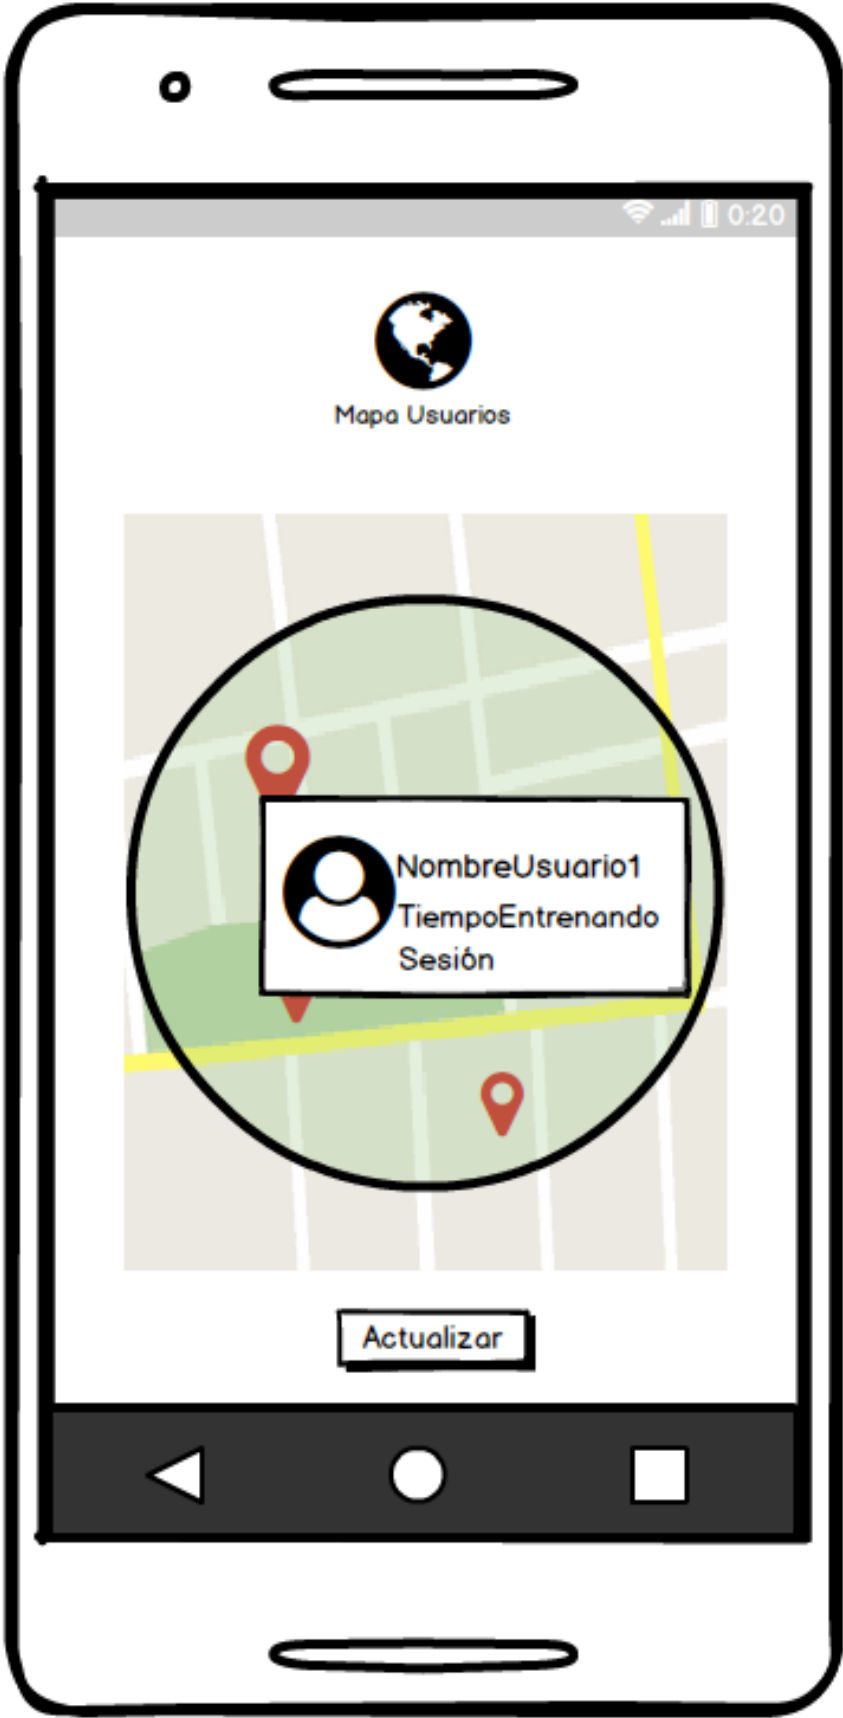 0:20
Mapa Usuarios
NombreUsuario1
TiempoEntrenando
Sesión
Actualizar